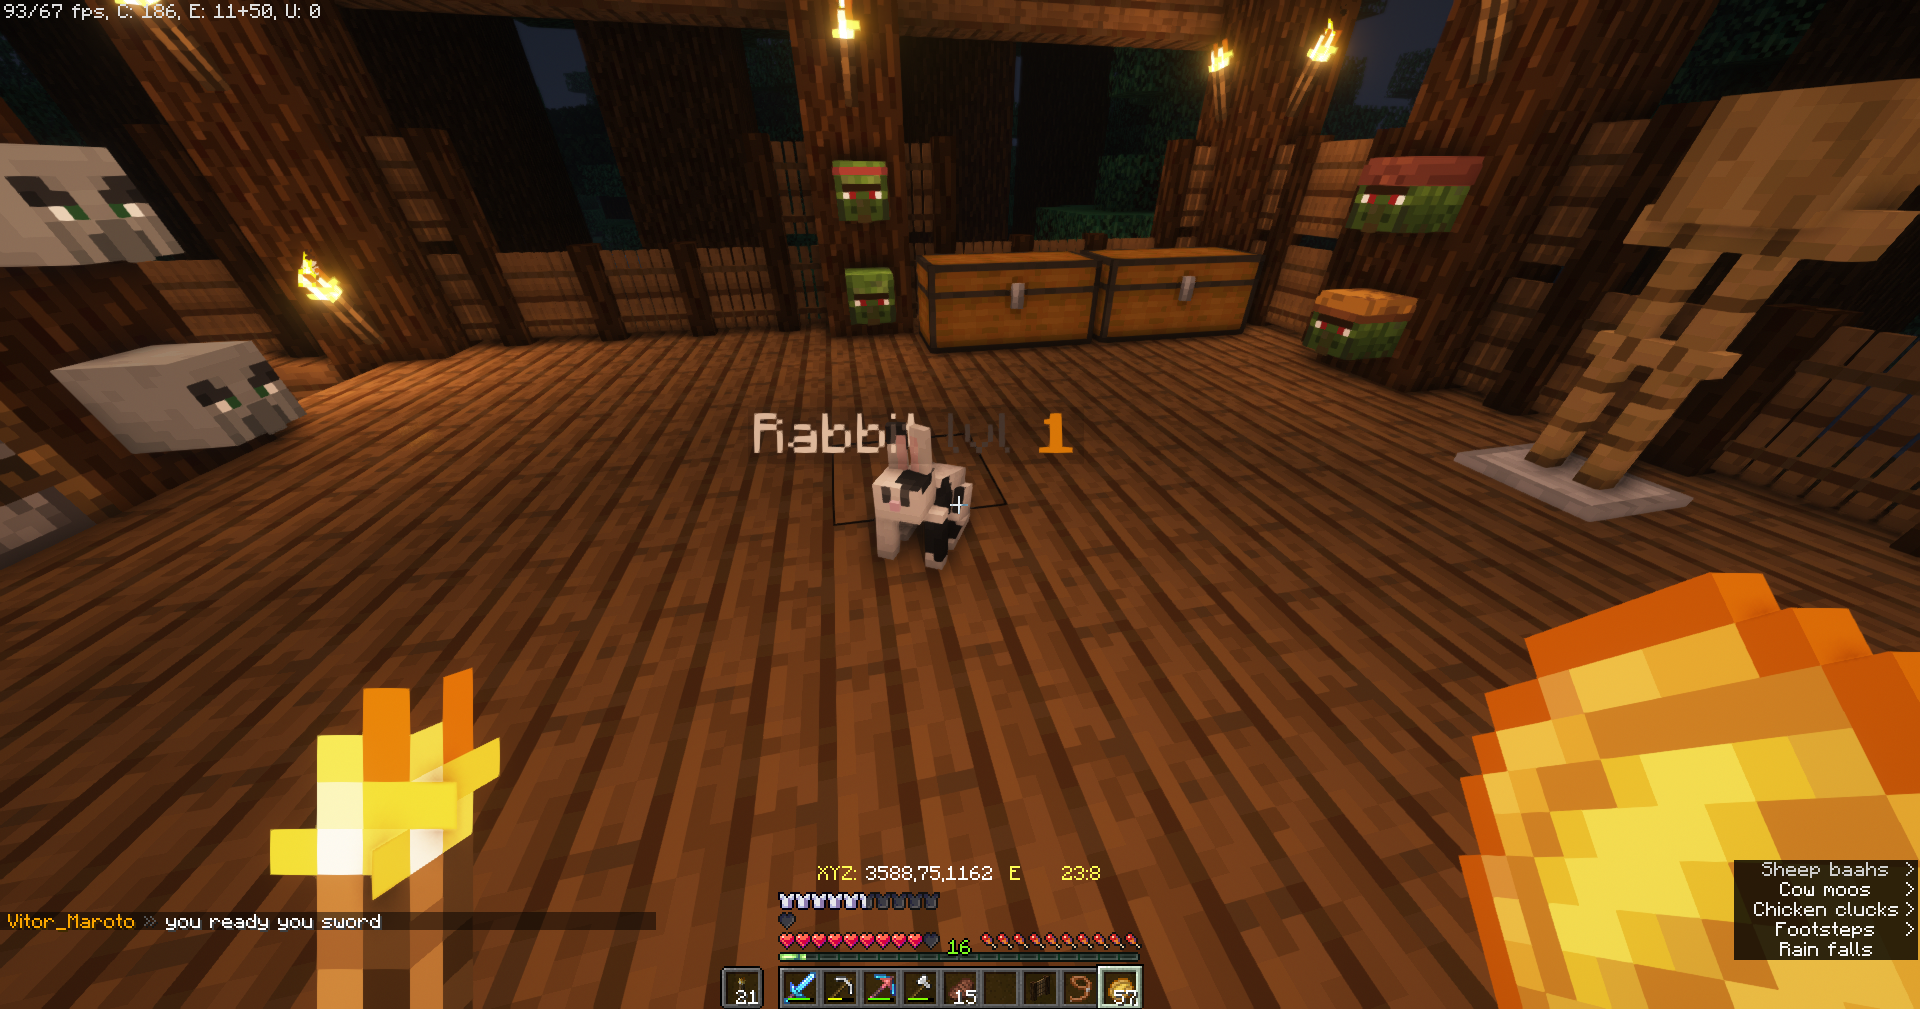 93/67 fps, C: 186, E: 11+50, U: 0
Rabbit lvl 1
XYZ: 3588,75,1162 E 23:8
Vitor_Maroto » you ready you sword
Sheep baahs >
Cow moos >
Chicken clucks >
Footsteps >
Rain falls
16
21
15
57